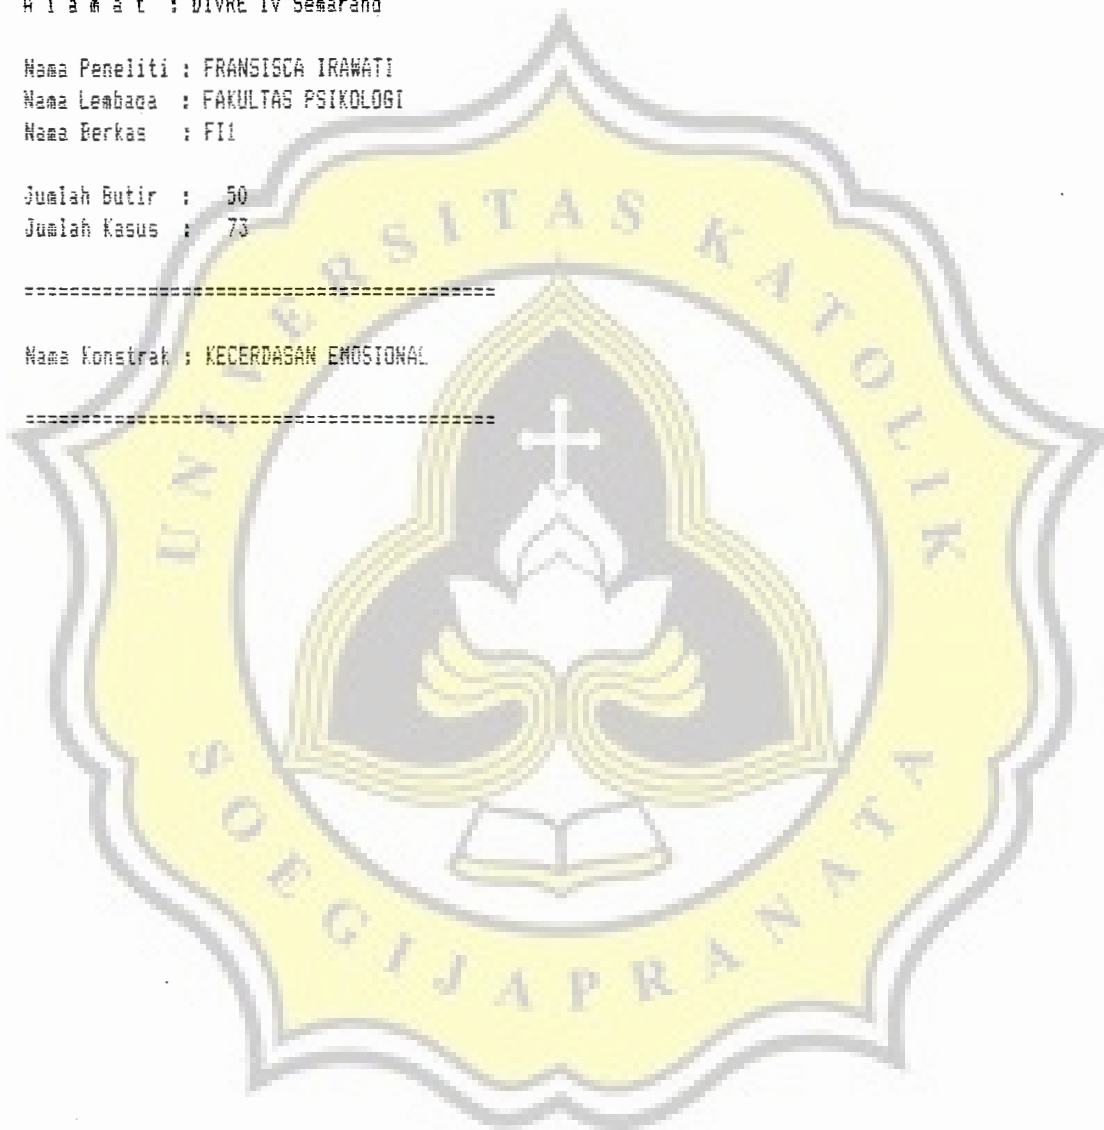 A l a m a t : DIVRE IV Semarang
Nama Peneliti : FRANSISCA IRAWATI
Nama Lembaga : FAKULTAS PSIKOLOGI
Nama Berkas : FI1
Jumlah Butir : 50
Jumlah Kasus : 73
==========================================
Nama Konstrak : KECERDASAN EMOSIONAL
==========================================
UNIVERSITAS KATOLIK
SOEGIJAPRANATA